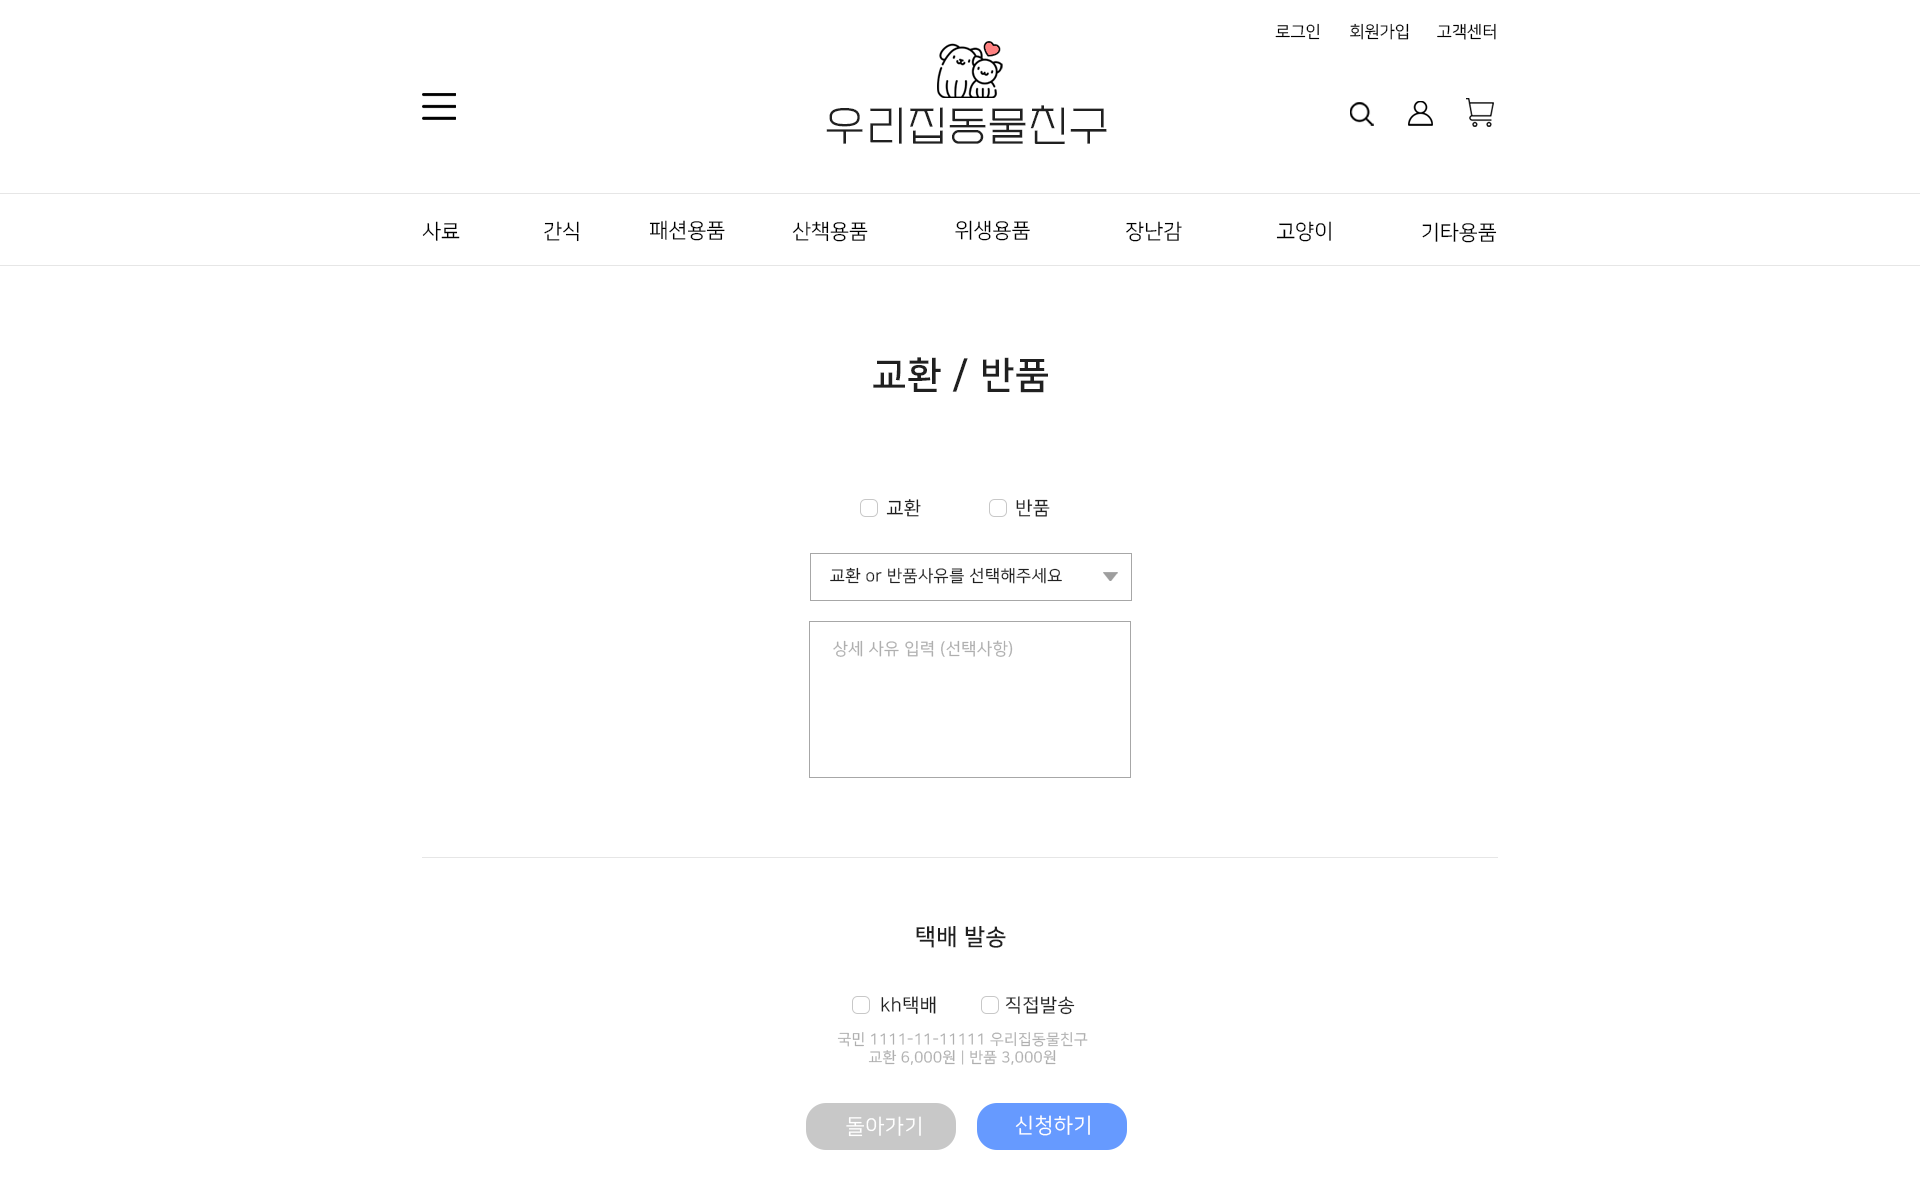 로그인 회원가입 고객센터
우리집동물친구
사료 간식 패션용품 산책용품 위생용품 장난감 고양이 기타용품
교환 / 반품
교환 반품
교환 or 반품사유를 선택해주세요
상세 사유 입력 (선택사항)
택배 발송
kh택배 직접발송
국민 1111-11-11111 우리집동물친구
교환 6,000원 | 반품 3,000원
돌아가기 신청하기